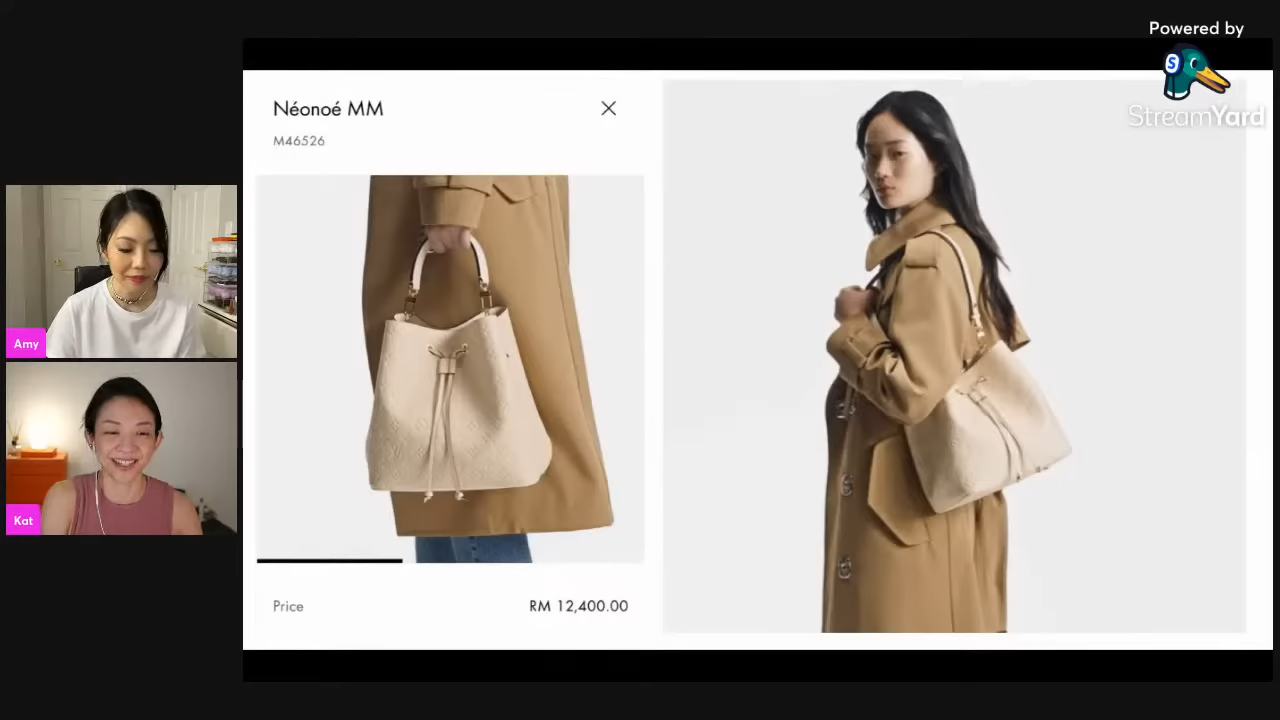 Powered by
S
StreamYard
Néonoé MM
M46526
Price
RM 12,400.00
Amy
Kat